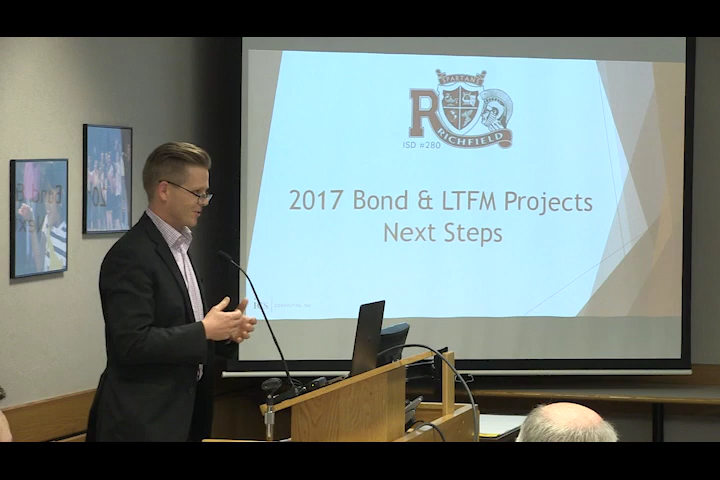 SPARTANS
R
RICHFIELD
ISD #280
2017 Bond & LTFM Projects
Next Steps